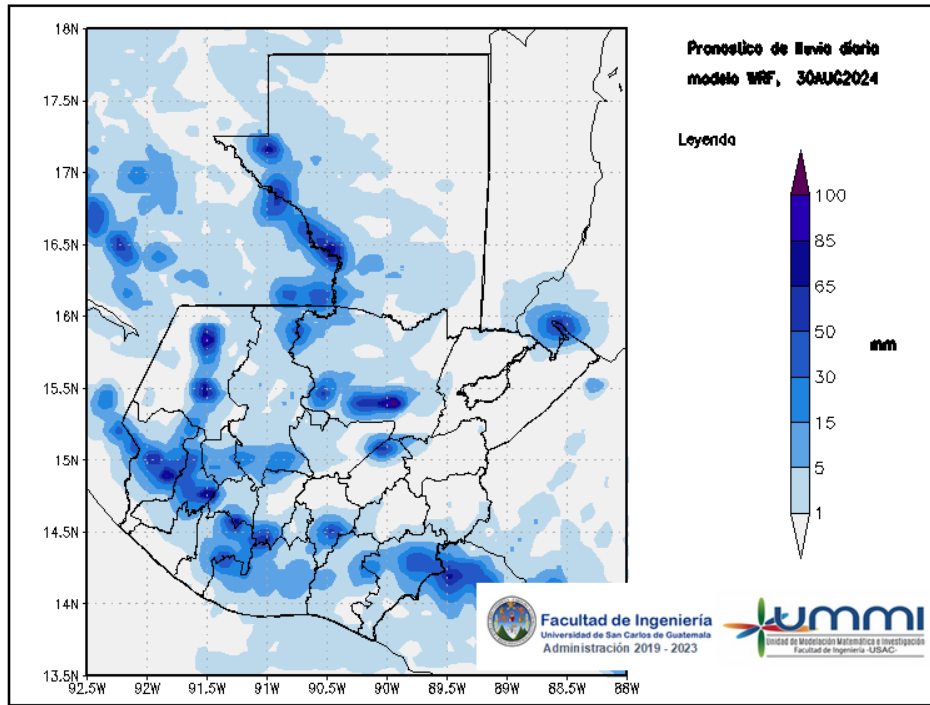 Pronostico de lluvia diaria
modelo WRF, 30AUG2024
Leyenda
18N
17.5N
17N
16.5N
16N
15.5N
15N
14.5N
14N
13.5N
92.5W
92W
91.5W
91W
90.5W
90W
89.5W
89W
88.5W
88W
100
85
65
50
30
15
5
1
mm
Facultad de Ingeniería
Universidad de San Carlos de Guatemala
Administración 2019 - 2023
UMMI
Unidad de Modelación Matemática e Investigación
Facultad de Ingeniería -USAC-